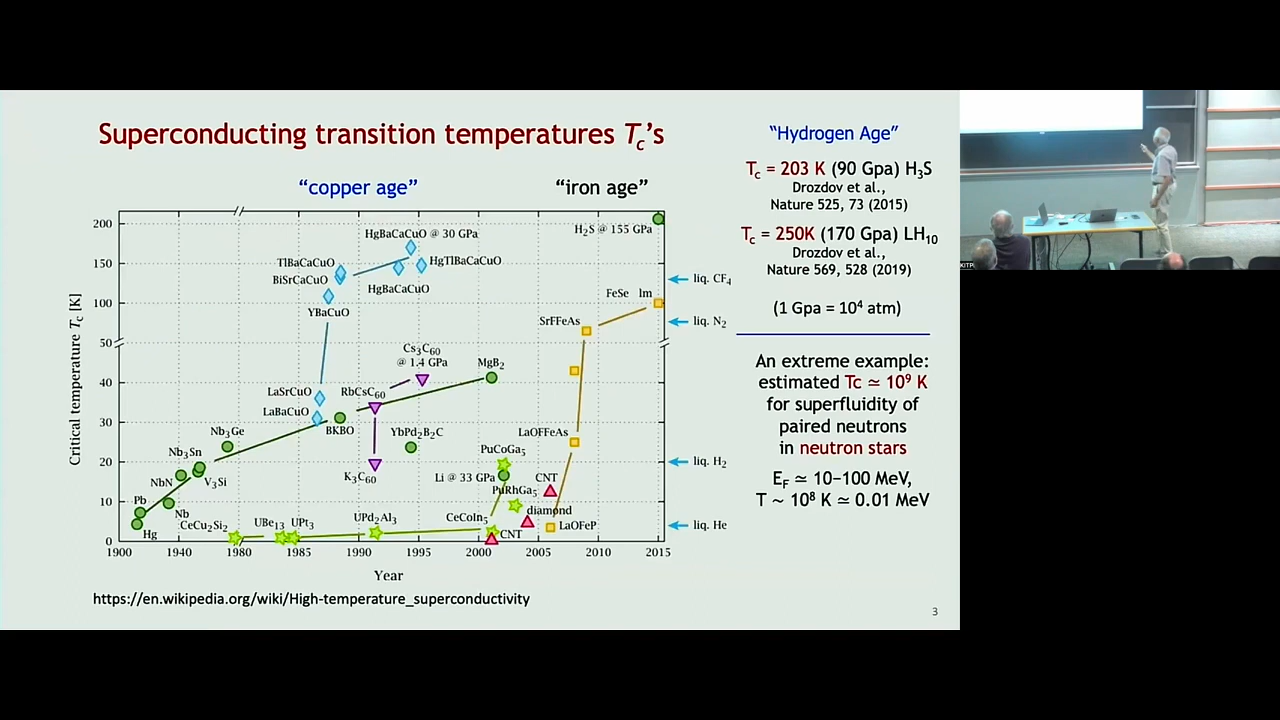 Superconducting transition temperatures Tc's
"copper age"
"iron age"
200
150
100
50
40
30
20
10
0
Critical temperature Tc [K]
1900
1940
1980
1985
1990
1995
2000
2005
2010
2015
Year
HgBaCaCuO @ 30 GPa
TlBaCaCuO
HgTlBaCaCuO
BiSrCaCuO
HgBaCaCuO
YBaCuO
H2S @ 155 GPa
FeSe lm
SrFFeAs
Cs3C60
@ 1.4 GPa
MgB2
LaSrCuO
RbCsC60
LaBaCuO
BKBO
YbPd2B2C
LaOFFeAs
Nb3Ge
Nb3Sn
PuCoGa5
NbN
V3Si
K3C60
Li @ 33 GPa
CNT
PuRhGa5
Pb
Nb
diamond
Hg
CeCu2Si2
UBe13
UPt3
UPd2Al3
CeCoIn5
CNT
LaOFeP
liq. CF4
liq. N2
liq. H2
liq. He
https://en.wikipedia.org/wiki/High-temperature_superconductivity
"Hydrogen Age"
Tc = 203 K (90 Gpa) H3S
Drozdov et al.,
Nature 525, 73 (2015)
Tc = 250K (170 Gpa) LH10
Drozdov et al.,
Nature 569, 528 (2019)
(1 Gpa = 10⁴ atm)
An extreme example:
estimated Tc ≃ 10⁹ K
for superfluidity of
paired neutrons
in neutron stars
EF ≃ 10–100 MeV,
T ~ 10⁸ K ≃ 0.01 MeV
3
KITP